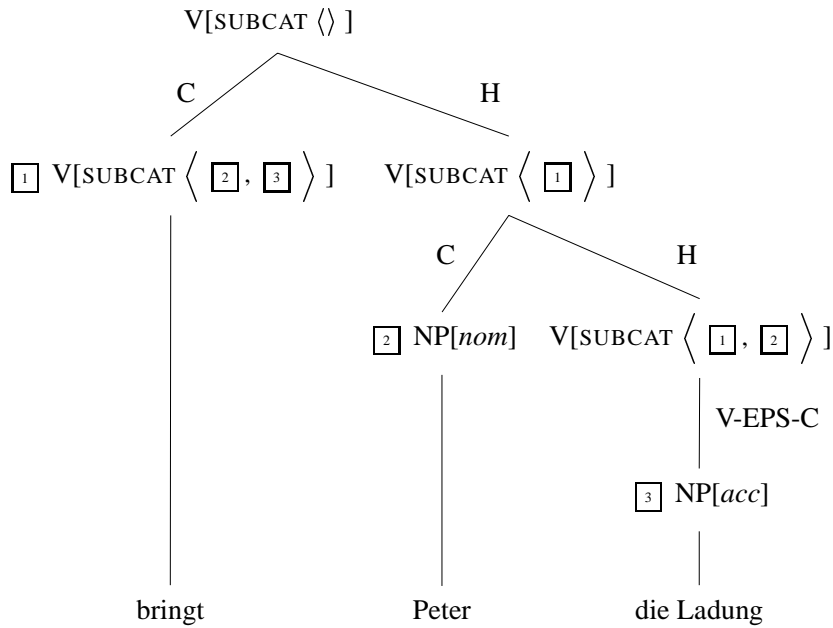 V[SUBCAT ⟨⟩ ]
C H
1 V[SUBCAT ⟨ 2 , 3 ⟩ ] V[SUBCAT ⟨ 1 ⟩ ]
C H
2 NP[nom] V[SUBCAT ⟨ 1 , 2 ⟩ ]
V-EPS-C
3 NP[acc]
bringt Peter die Ladung